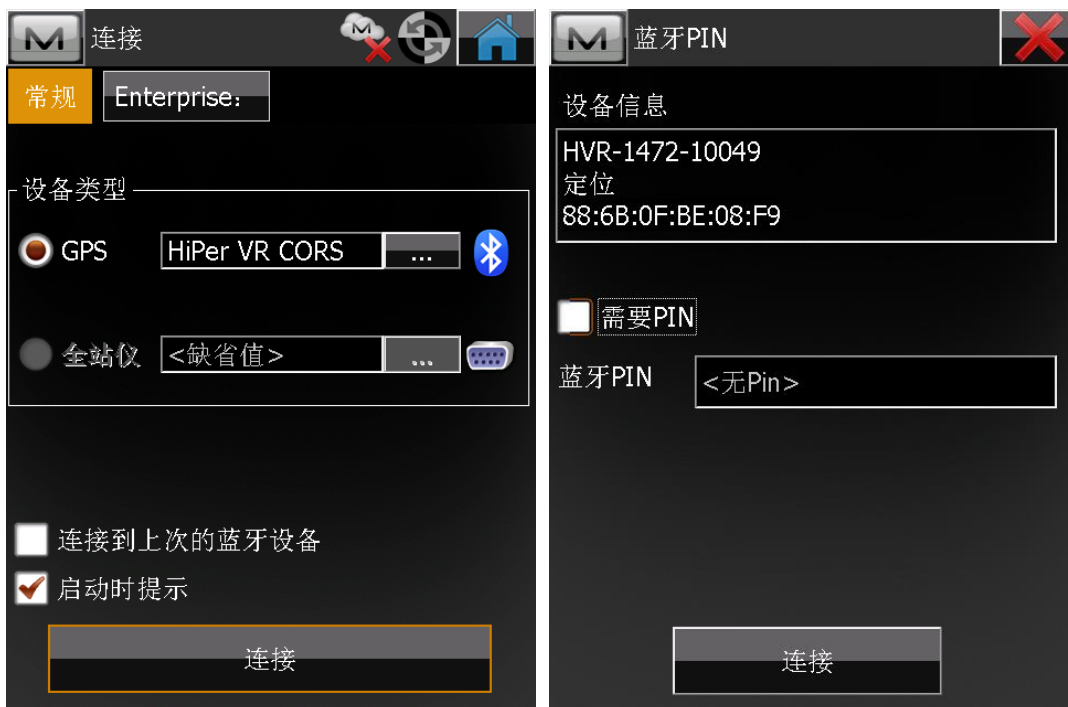 M 连接 M
常规 Enterprise:
设备类型
GPS HiPer VR CORS ...
全站仪 <缺省值> ...
连接到上次的蓝牙设备
启动时提示
连接
M 蓝牙PIN
设备信息
HVR-1472-10049
定位
88:6B:0F:BE:08:F9
需要PIN
蓝牙PIN <无Pin>
连接